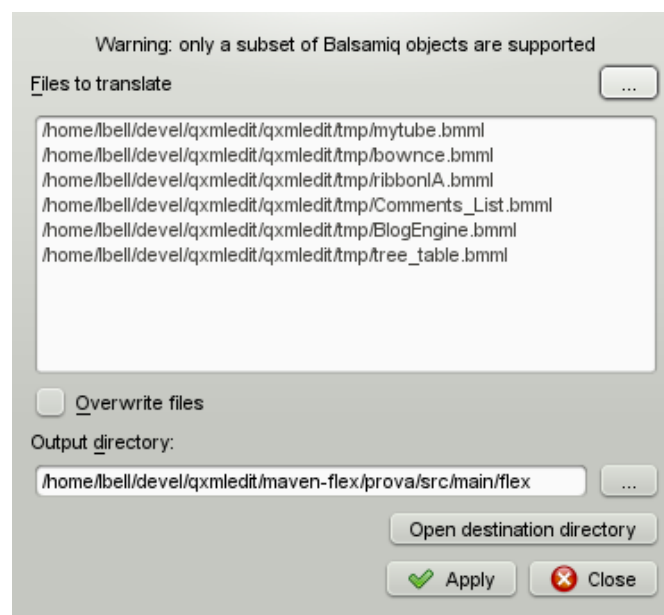 Warning: only a subset of Balsamiq objects are supported
Files to translate
...
/home/lbell/devel/qxmledit/qxmledit/tmp/mytube.bmml
/home/lbell/devel/qxmledit/qxmledit/tmp/bownce.bmml
/home/lbell/devel/qxmledit/qxmledit/tmp/ribbonIA.bmml
/home/lbell/devel/qxmledit/qxmledit/tmp/Comments_List.bmml
/home/lbell/devel/qxmledit/qxmledit/tmp/BlogEngine.bmml
/home/lbell/devel/qxmledit/qxmledit/tmp/tree_table.bmml
Overwrite files
Output directory:
/home/lbell/devel/qxmledit/maven-flex/prova/src/main/flex
...
Open destination directory
Apply
Close